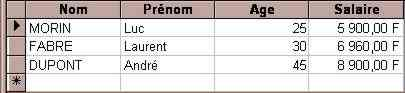 Nom Prénom Age Salaire
MORIN Luc 25 5 900,00 F
FABRE Laurent 30 6 960,00 F
DUPONT André 45 8 900,00 F